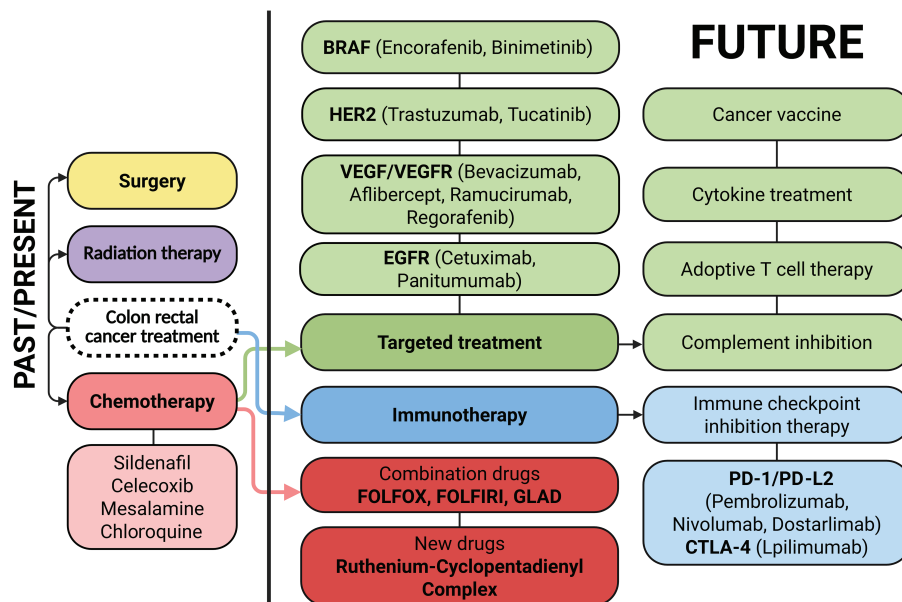 PAST/PRESENT
Surgery
Radiation therapy
Colon rectal
cancer treatment
Chemotherapy
Sildenafil
Celecoxib
Mesalamine
Chloroquine
FUTURE
BRAF (Encorafenib, Binimetinib)
HER2 (Trastuzumab, Tucatinib)
VEGF/VEGFR (Bevacizumab,
Aflibercept, Ramucirumab,
Regorafenib)
EGFR (Cetuximab,
Panitumumab)
Targeted treatment
Immunotherapy
Combination drugs
FOLFOX, FOLFIRI, GLAD
New drugs
Ruthenium-Cyclopentadienyl
Complex
Cancer vaccine
Cytokine treatment
Adoptive T cell therapy
Complement inhibition
Immune checkpoint
inhibition therapy
PD-1/PD-L2
(Pembrolizumab,
Nivolumab, Dostarlimab)
CTLA-4 (Lpilimumab)